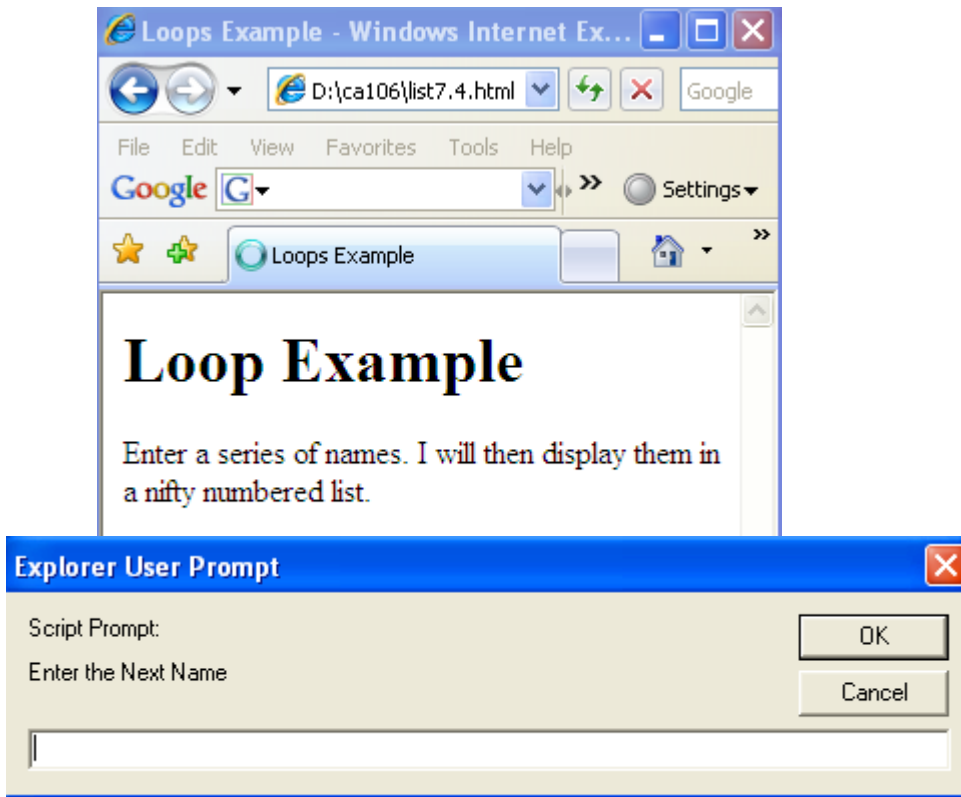 Loops Example - Windows Internet Ex...
D:\ca106\list7.4.html
Google
File Edit View Favorites Tools Help
Google G Settings
Loops Example
Loop Example
Enter a series of names. I will then display them in
a nifty numbered list.
Explorer User Prompt
Script Prompt:
OK
Enter the Next Name
Cancel